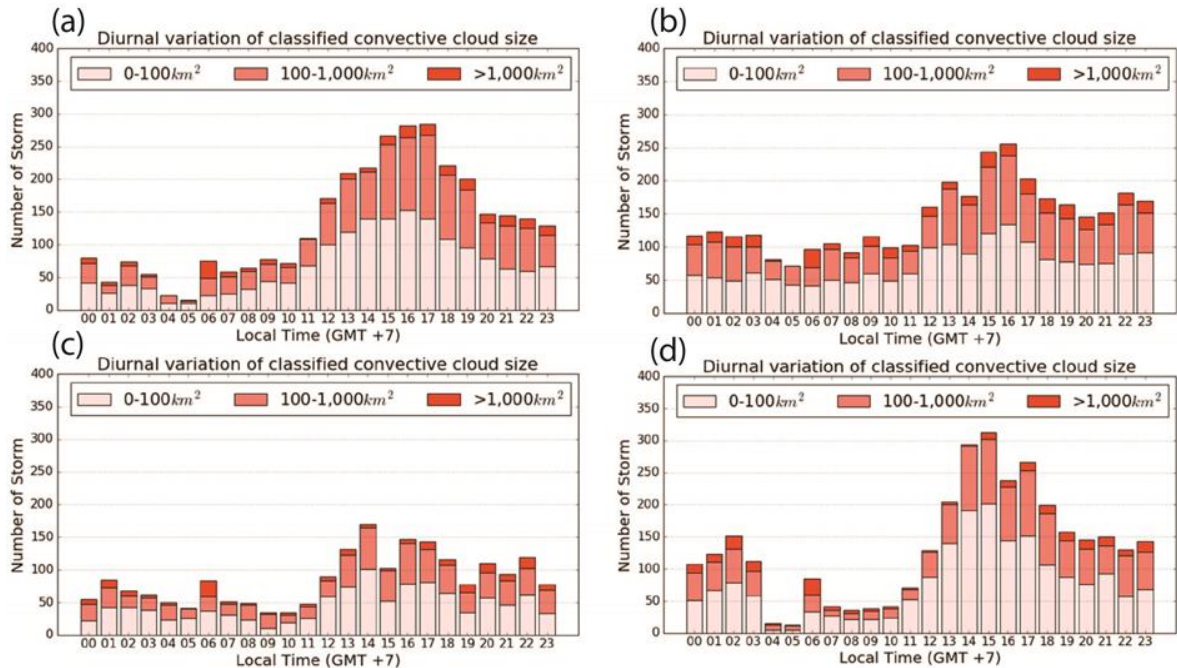 (a)
Diurnal variation of classified convective cloud size
400
350
300
250
200
150
100
50
0
Number of Storm
0-100km² 100-1,000km² >1,000km²
00 01 02 03 04 05 06 07 08 09 10 11 12 13 14 15 16 17 18 19 20 21 22 23
Local Time (GMT +7)
(b)
Diurnal variation of classified convective cloud size
400
350
300
250
200
150
100
50
0
Number of Storm
0-100km² 100-1,000km² >1,000km²
00 01 02 03 04 05 06 07 08 09 10 11 12 13 14 15 16 17 18 19 20 21 22 23
Local Time (GMT +7)
(c)
Diurnal variation of classified convective cloud size
400
350
300
250
200
150
100
50
0
Number of Storm
0-100km² 100-1,000km² >1,000km²
00 01 02 03 04 05 06 07 08 09 10 11 12 13 14 15 16 17 18 19 20 21 22 23
Local Time (GMT +7)
(d)
Diurnal variation of classified convective cloud size
400
350
300
250
200
150
100
50
0
Number of Storm
0-100km² 100-1,000km² >1,000km²
00 01 02 03 04 05 06 07 08 09 10 11 12 13 14 15 16 17 18 19 20 21 22 23
Local Time (GMT +7)